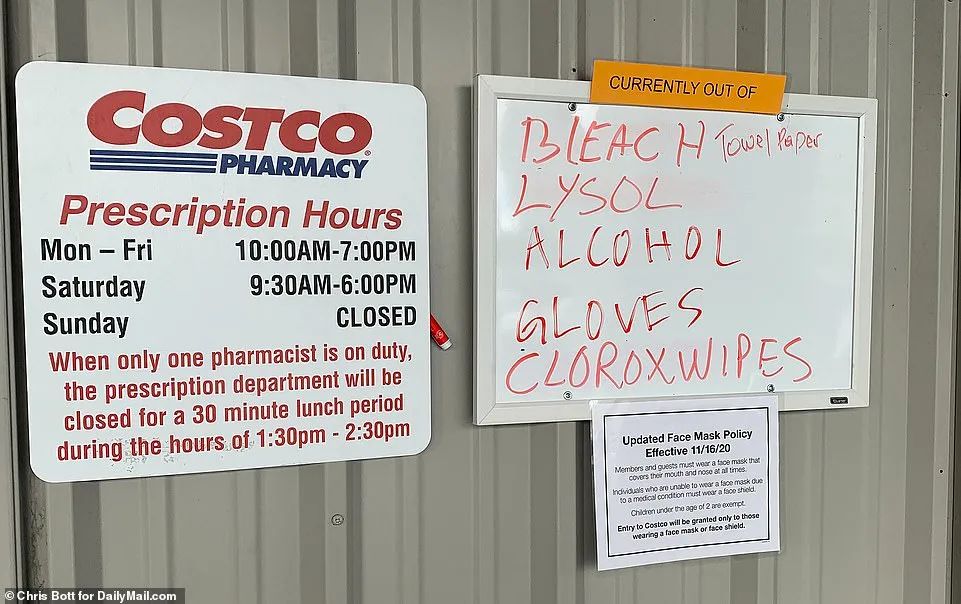 COSTCO
PHARMACY
Prescription Hours
Mon – Fri 10:00AM-7:00PM
Saturday 9:30AM-6:00PM
Sunday CLOSED
When only one pharmacist is on duty,
the prescription department will be
closed for a 30 minute lunch period
during the hours of 1:30pm - 2:30pm
CURRENTLY OUT OF
BLEACH Towel Paper
LYSOL
ALCOHOL
GLOVES
CLOROX WIPES
Updated Face Mask Policy
Effective 11/16/20
Members and guests must wear a face mask that
covers their mouth and nose at all times.
Individuals who are unable to wear a face mask due
to a medical condition must wear a face shield.
Children under the age of 2 are exempt.
Entry to Costco will be granted only to those
wearing a face mask or face shield.
© Chris Bott for DailyMail.com